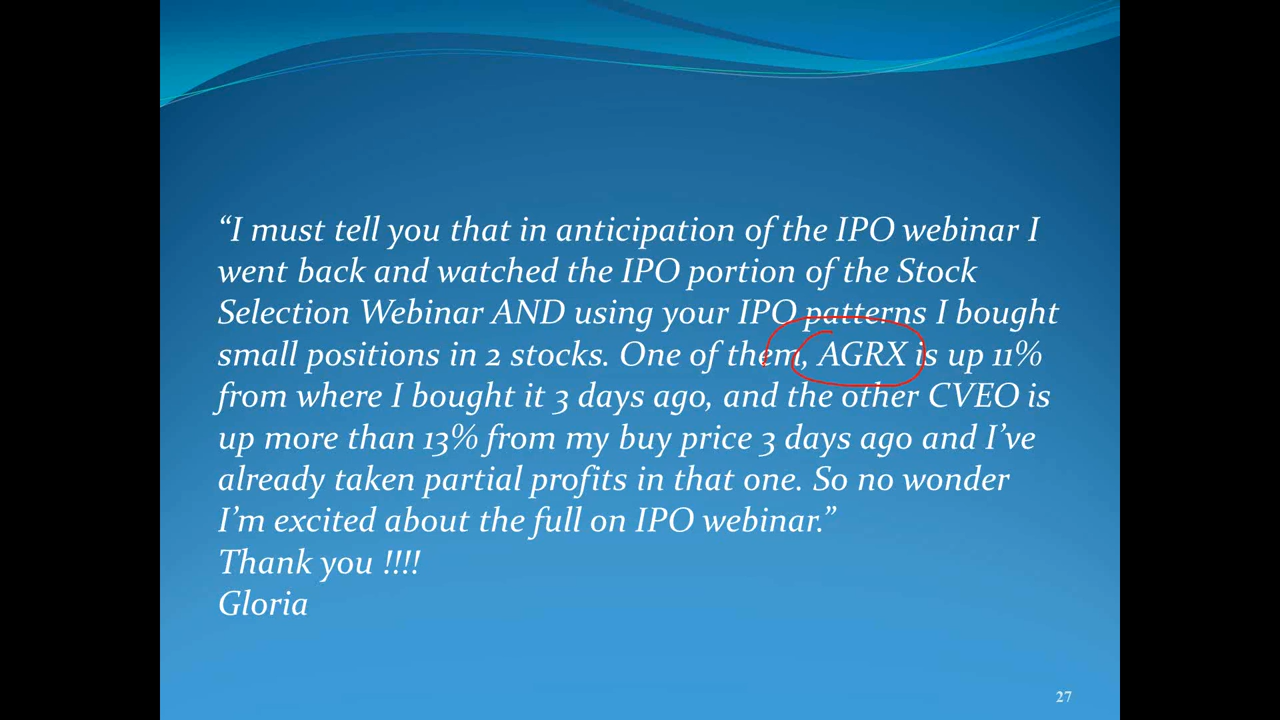 “I must tell you that in anticipation of the IPO webinar I
went back and watched the IPO portion of the Stock
Selection Webinar AND using your IPO patterns I bought
small positions in 2 stocks. One of them, AGRX is up 11%
from where I bought it 3 days ago, and the other CVEO is
up more than 13% from my buy price 3 days ago and I’ve
already taken partial profits in that one. So no wonder
I’m excited about the full on IPO webinar.”
Thank you !!!!
Gloria
27